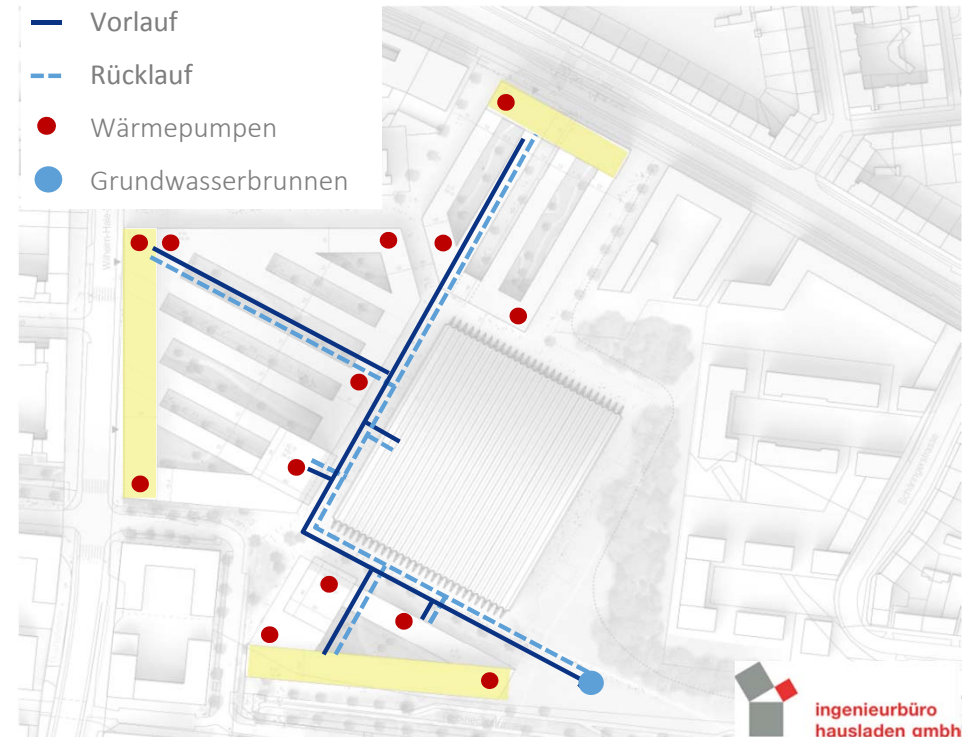 Vorlauf
Rücklauf
Wärmepumpen
Grundwasserbrunnen
ingenieurbüro
hausladen gmbh